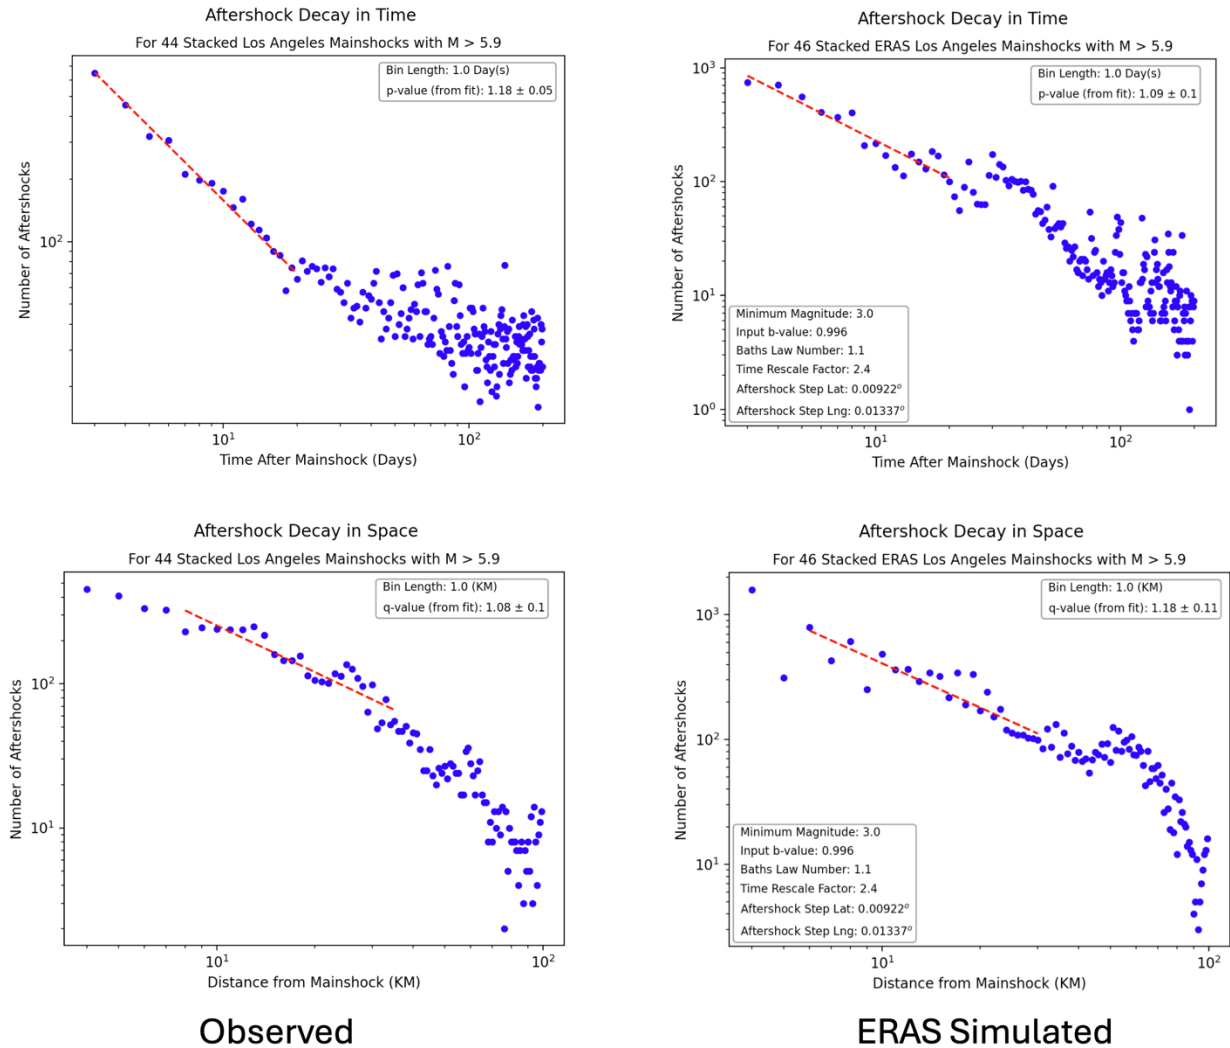 Aftershock Decay in Time
For 44 Stacked Los Angeles Mainshocks with M > 5.9
Bin Length: 1.0 Day(s)
p-value (from fit): 1.18 ± 0.05
Number of Aftershocks
10²
10¹
10²
Time After Mainshock (Days)
Aftershock Decay in Time
For 46 Stacked ERAS Los Angeles Mainshocks with M > 5.9
Bin Length: 1.0 Day(s)
p-value (from fit): 1.09 ± 0.1
Number of Aftershocks
10³
10²
10¹
10⁰
Minimum Magnitude: 3.0
Input b-value: 0.996
Baths Law Number: 1.1
Time Rescale Factor: 2.4
Aftershock Step Lat: 0.00922°
Aftershock Step Lng: 0.01337°
10¹
10²
Time After Mainshock (Days)
Aftershock Decay in Space
For 44 Stacked Los Angeles Mainshocks with M > 5.9
Bin Length: 1.0 (KM)
q-value (from fit): 1.08 ± 0.1
Number of Aftershocks
10²
10¹
10¹
10²
Distance from Mainshock (KM)
Aftershock Decay in Space
For 46 Stacked ERAS Los Angeles Mainshocks with M > 5.9
Bin Length: 1.0 (KM)
q-value (from fit): 1.18 ± 0.11
Number of Aftershocks
10³
10²
10¹
Minimum Magnitude: 3.0
Input b-value: 0.996
Baths Law Number: 1.1
Time Rescale Factor: 2.4
Aftershock Step Lat: 0.00922°
Aftershock Step Lng: 0.01337°
10¹
10²
Distance from Mainshock (KM)
Observed
ERAS Simulated